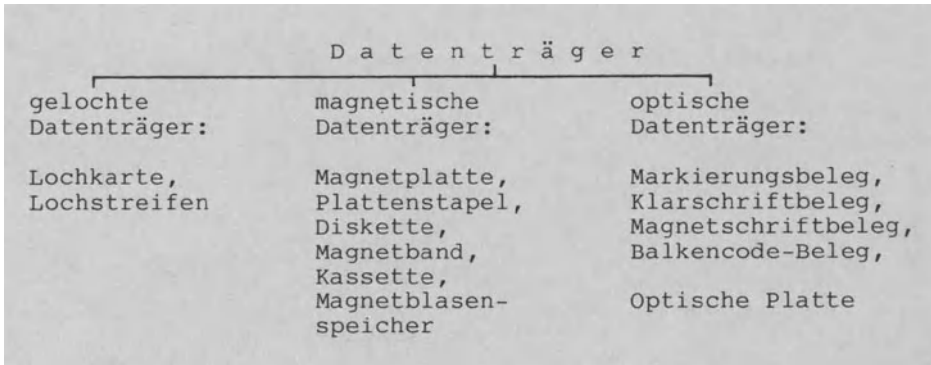 D a t e n t r ä g e r
gelochte
Datenträger:
Lochkarte,
Lochstreifen
magnetische
Datenträger:
Magnetplatte,
Plattenstapel,
Diskette,
Magnetband,
Kassette,
Magnetblasen-
speicher
optische
Datenträger:
Markierungsbeleg,
Klarschriftbeleg,
Magnetschriftbeleg,
Balkencode-Beleg,
Optische Platte